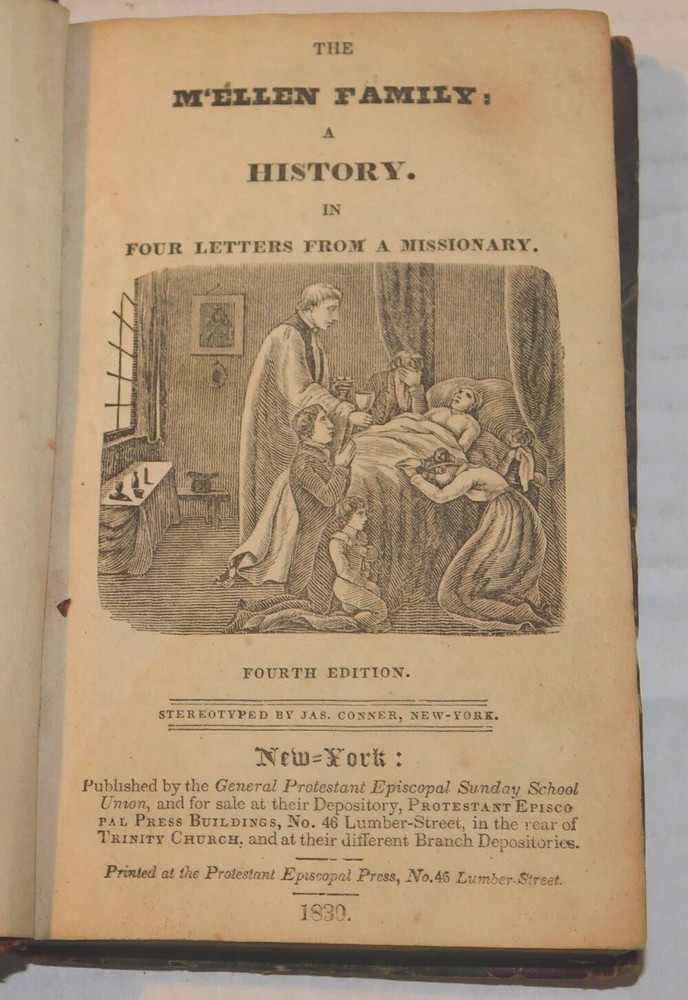 THE
M‘ELLEN FAMILY:
A
HISTORY.
IN
FOUR LETTERS FROM A MISSIONARY.
FOURTH EDITION.
STEREOTYPED BY JAS. CONNER, NEW-YORK.
New=York:
Published by the General Protestant Episcopal Sunday School
Union, and for sale at their Depository, PROTESTANT EPISCO
PAL PRESS BUILDINGS, No. 46 Lumber-Street, in the rear of
TRINITY CHURCH, and at their different Branch Depositories.
Printed at the Protestant Episcopal Press, No. 46 Lumber-Street.
1830.